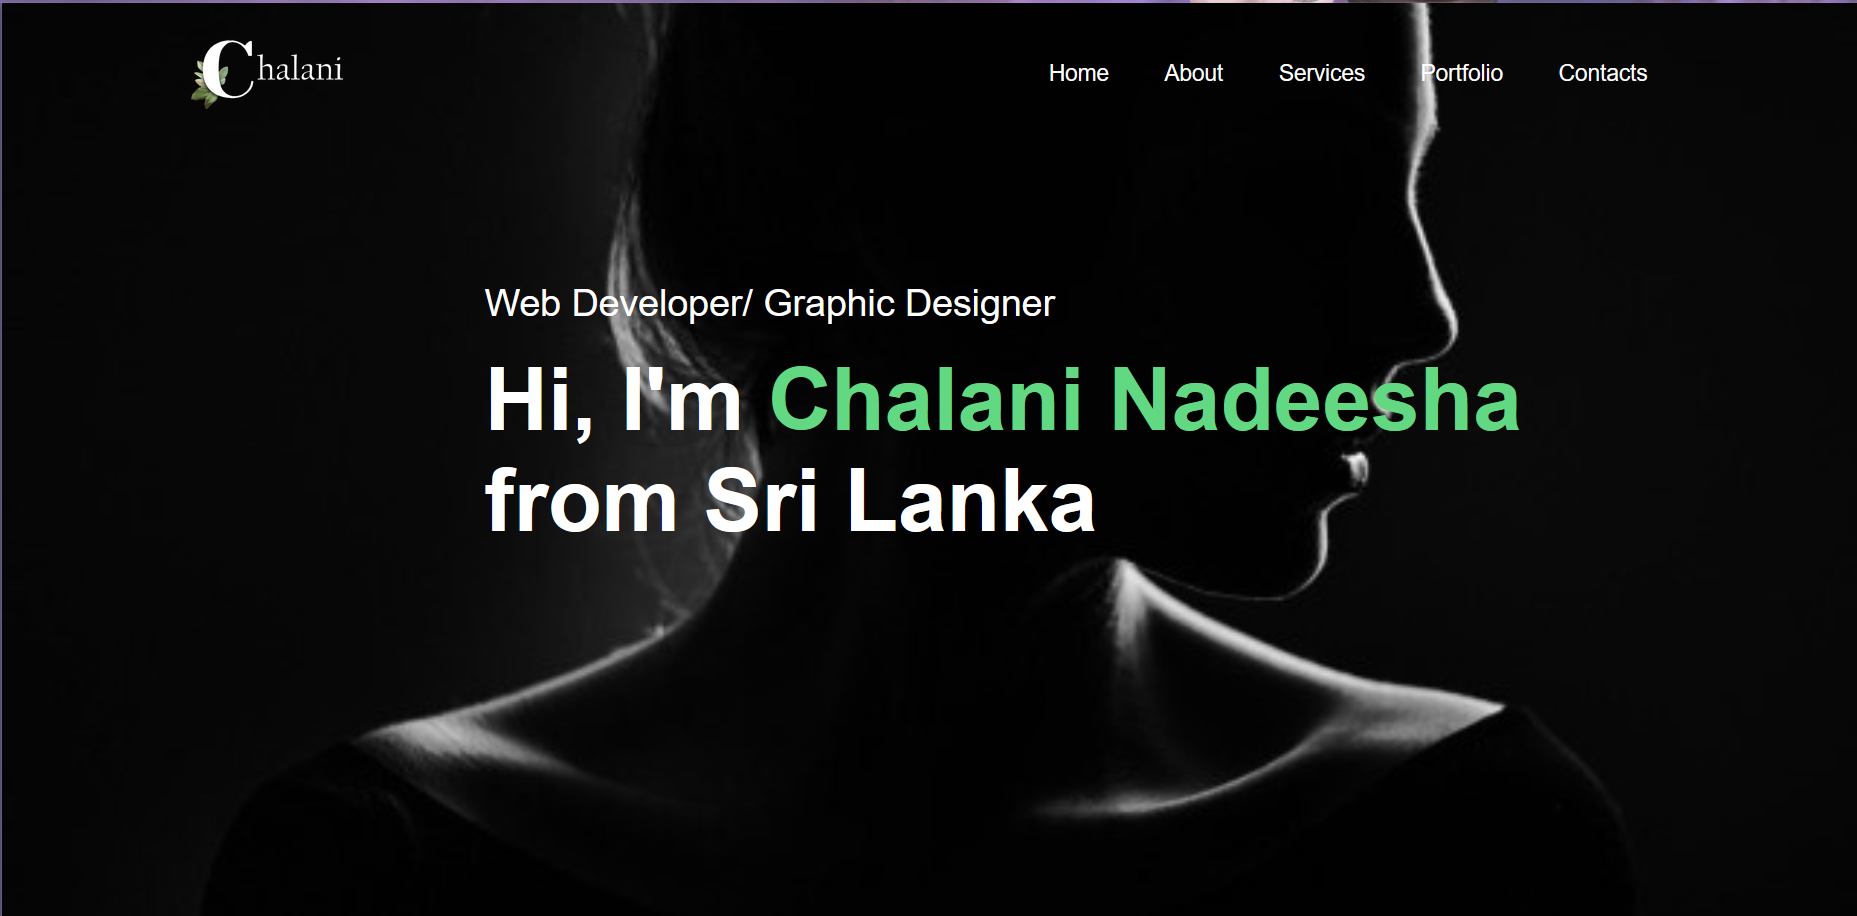 Chalani
Home About Services Portfolio Contacts
Web Developer/ Graphic Designer
Hi, I'm Chalani Nadeesha
from Sri Lanka